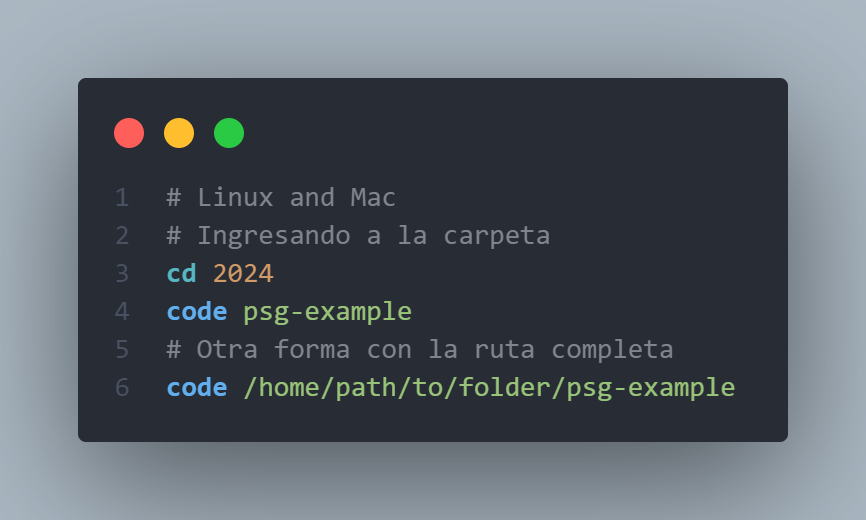 1 # Linux and Mac
2 # Ingresando a la carpeta
3 cd 2024
4 code psg-example
5 # Otra forma con la ruta completa
6 code /home/path/to/folder/psg-example